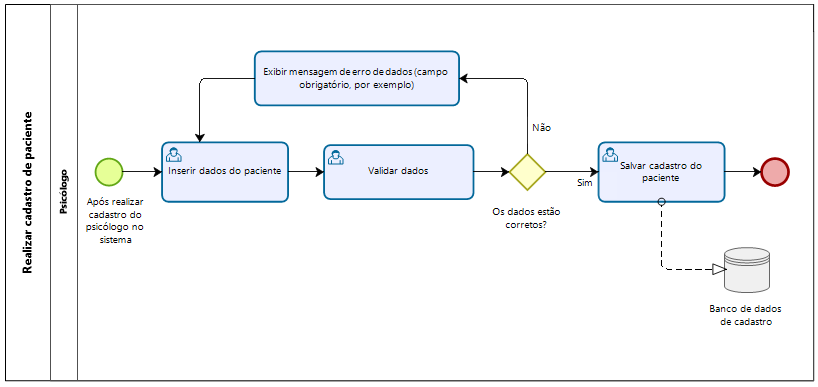 Realizar cadastro de paciente
Psicólogo
Exibir mensagem de erro de dados (campo
obrigatório, por exemplo)
Não
Inserir dados do paciente
Validar dados
Salvar cadastro do
paciente
Sim
Após realizar
cadastro do
psicólogo no
sistema
Os dados estão
corretos?
Banco de dados
de cadastro